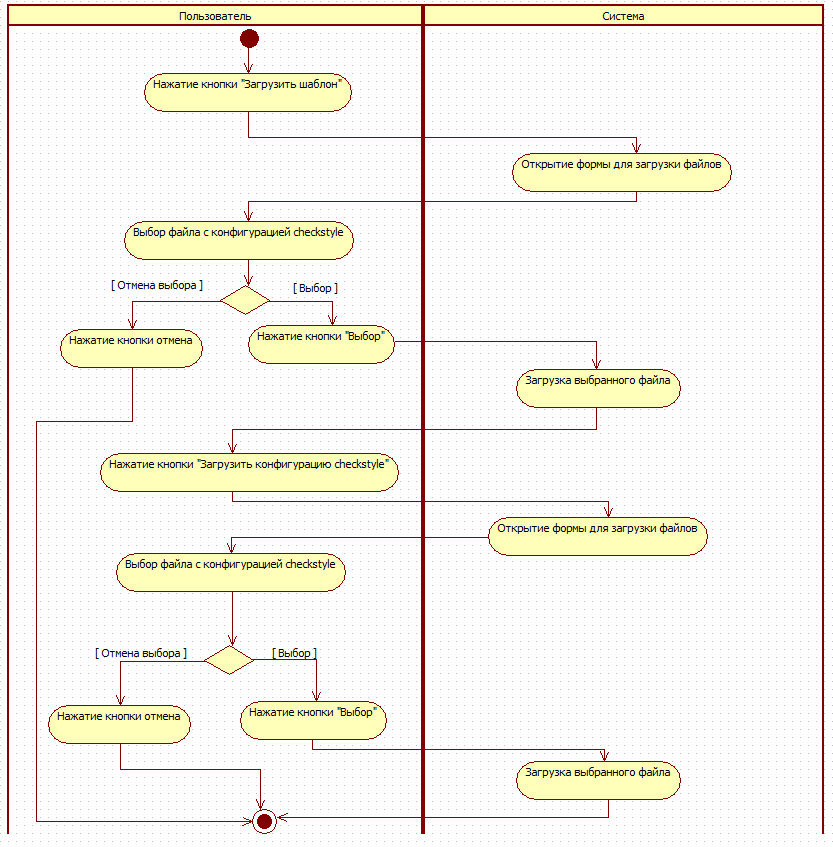 Пользователь
Система
Нажатие кнопки "Загрузить шаблон"
Открытие формы для загрузки файлов
Выбор файла с конфигурацией checkstyle
[ Отмена выбора ]
[ Выбор ]
Нажатие кнопки отмена
Нажатие кнопки "Выбор"
Загрузка выбранного файла
Нажатие кнопки "Загрузить конфигурацию checkstyle"
Открытие формы для загрузки файлов
Выбор файла с конфигурацией checkstyle
[ Отмена выбора ]
[ Выбор ]
Нажатие кнопки отмена
Нажатие кнопки "Выбор"
Загрузка выбранного файла